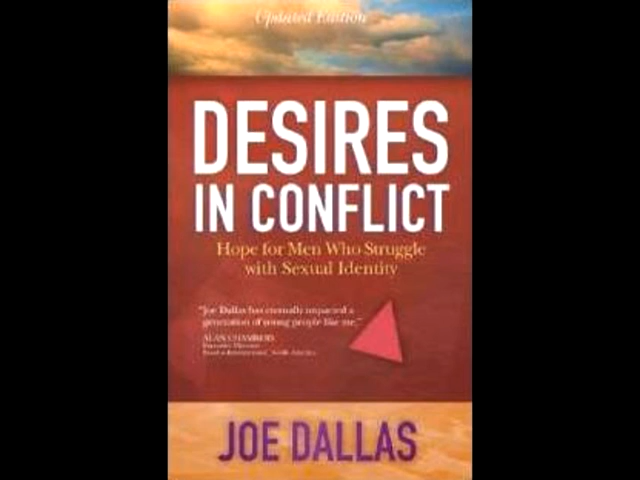 Updated Edition
DESIRES
IN CONFLICT
Hope for Men Who Struggle
with Sexual Identity
"Joe Dallas has eternally impacted a
generation of young people like me."
ALAN CHAMBERS
JOE DALLAS